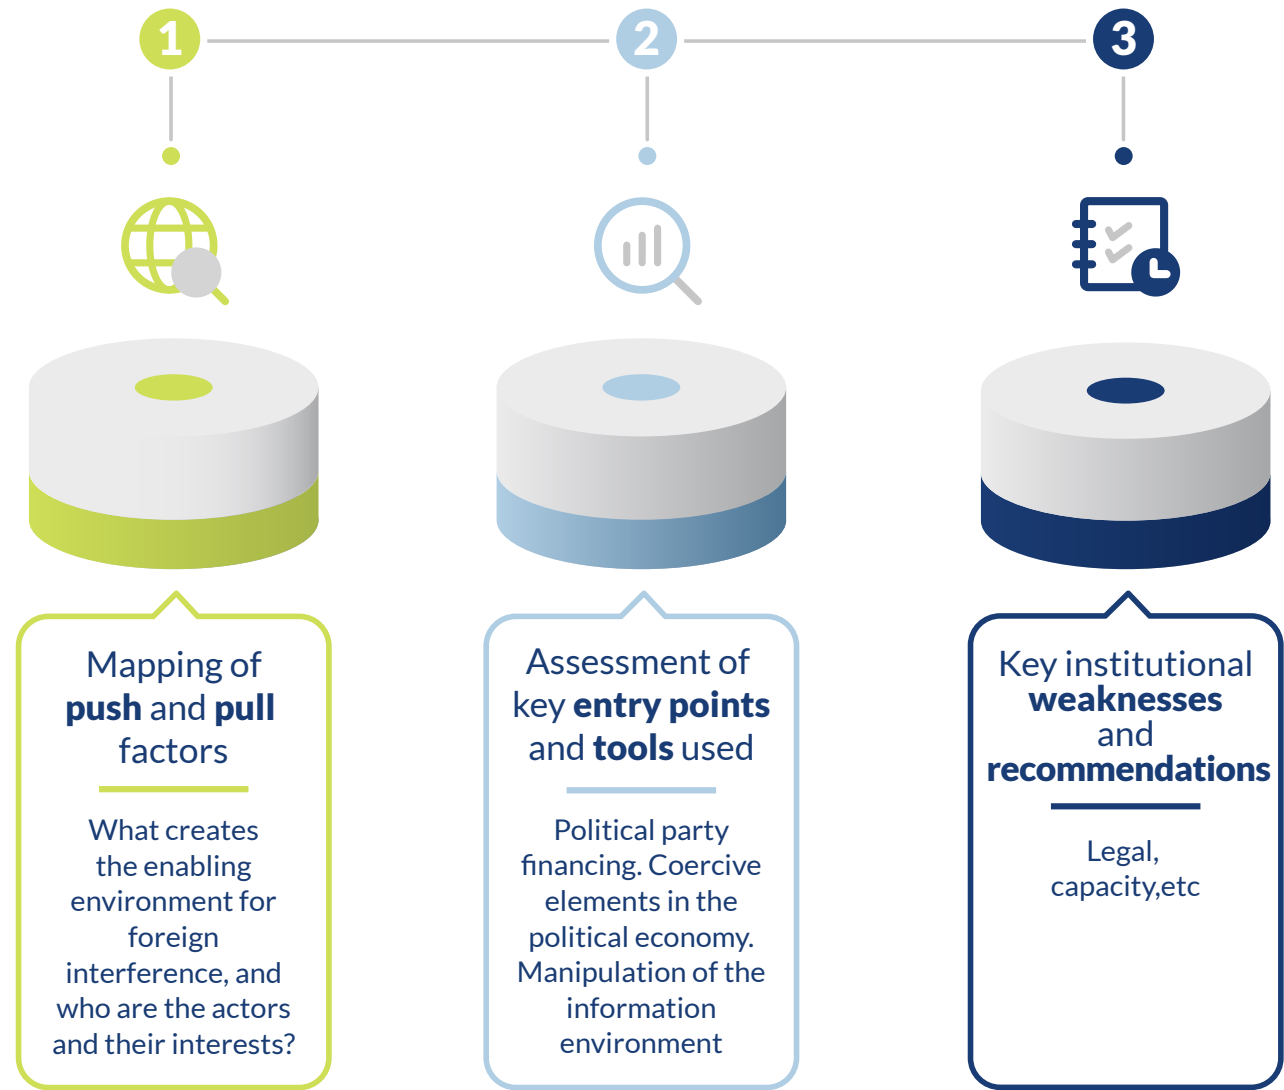 1
2
3
Mapping of
push and pull
factors
What creates
the enabling
environment for
foreign
interference, and
who are the actors
and their interests?
Assessment of
key entry points
and tools used
Political party
financing. Coercive
elements in the
political economy.
Manipulation of the
information
environment
Key institutional
weaknesses
and
recommendations
Legal,
capacity,etc